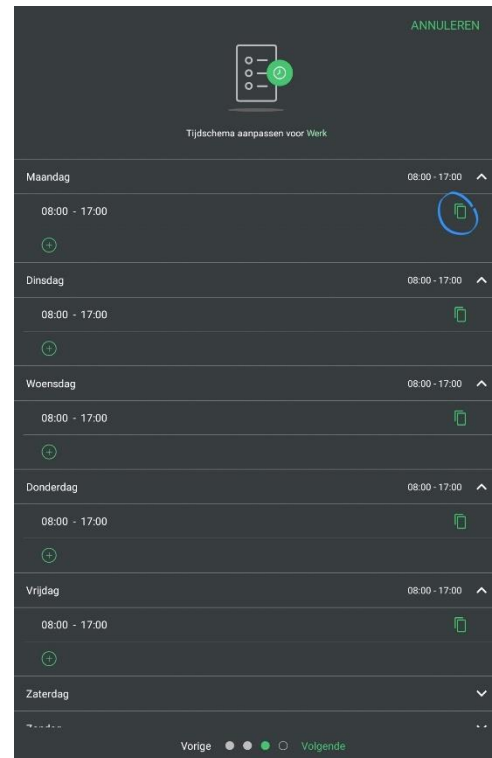 ANNULEREN
Tijdschema aanpassen voor Werk
Maandag 08:00 - 17:00
08:00 - 17:00
Dinsdag 08:00 - 17:00
08:00 - 17:00
Woensdag 08:00 - 17:00
08:00 - 17:00
Donderdag 08:00 - 17:00
08:00 - 17:00
Vrijdag 08:00 - 17:00
08:00 - 17:00
Zaterdag
Vorige Volgende